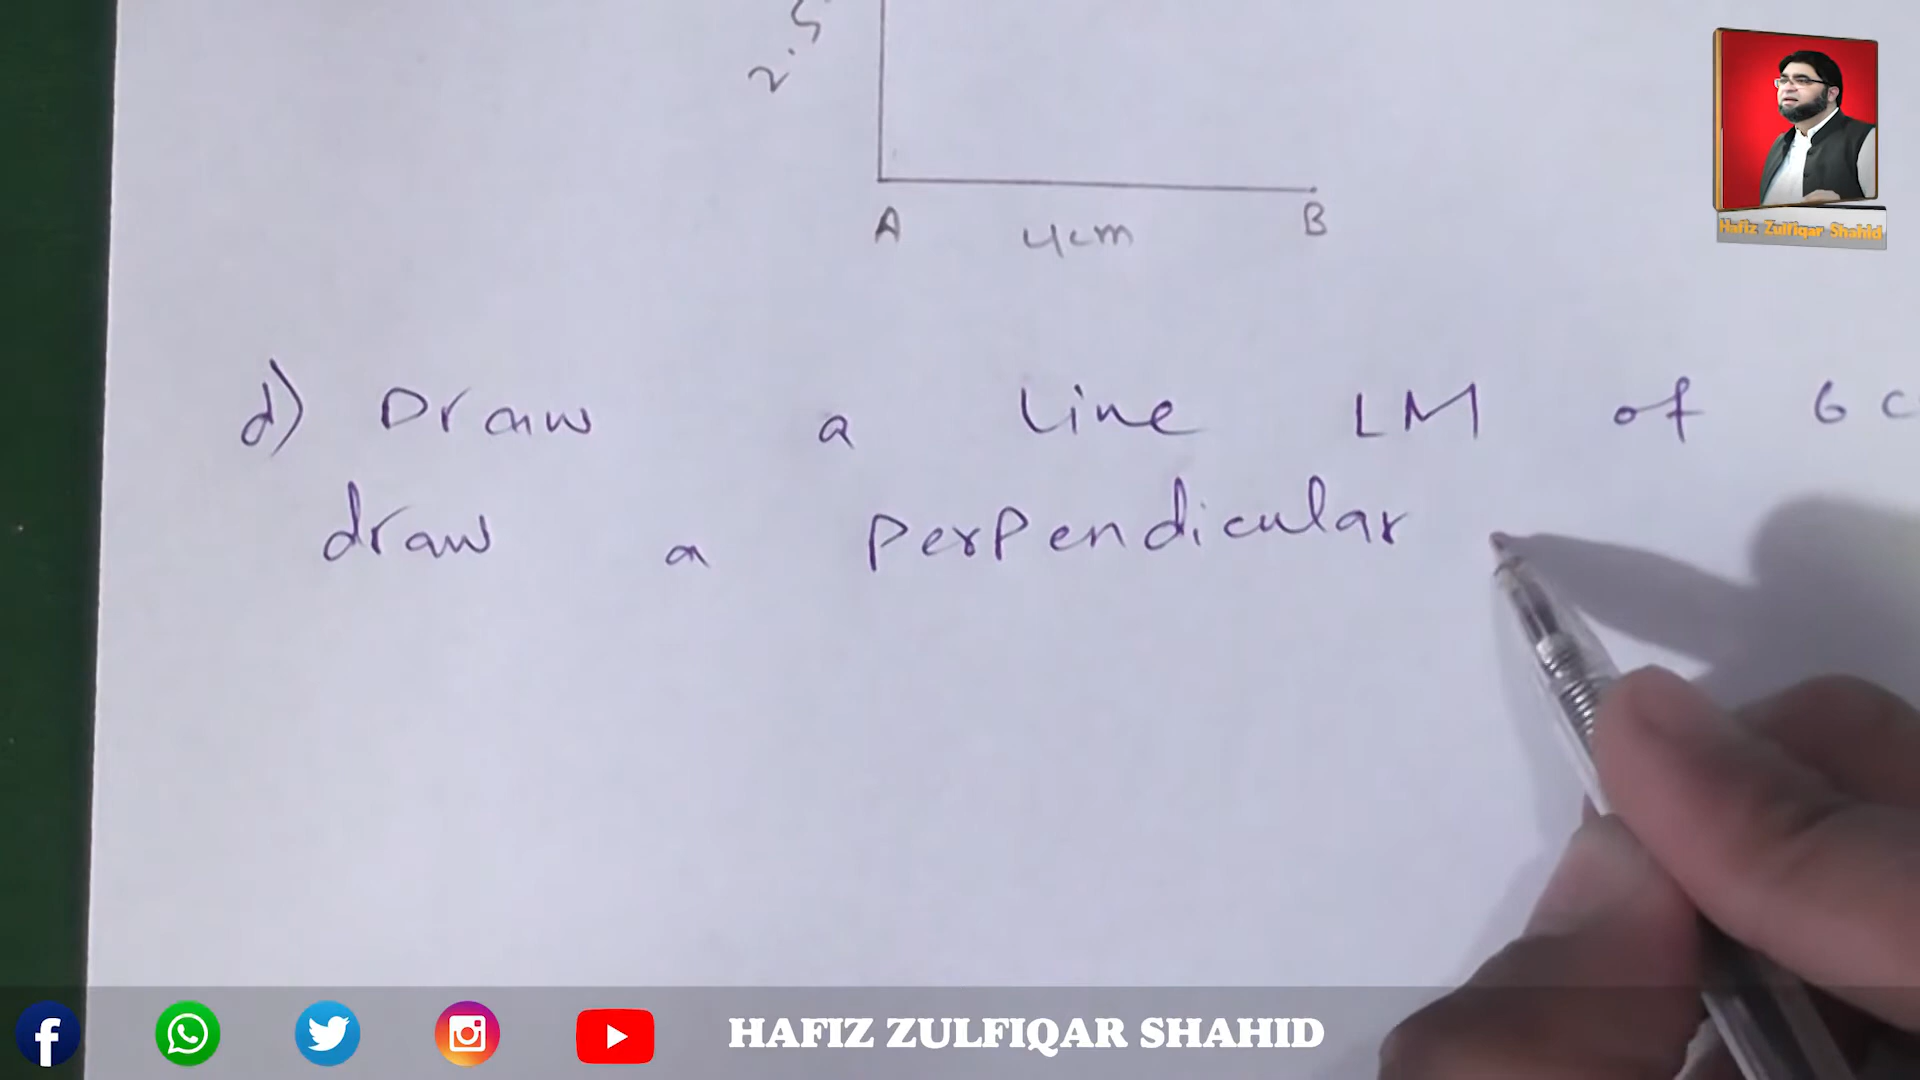 2.5
A 4cm B
d) Draw a line LM of 6 c
draw a perpendicular
Hafiz Zulfiqar Shahid
HAFIZ ZULFIQAR SHAHID